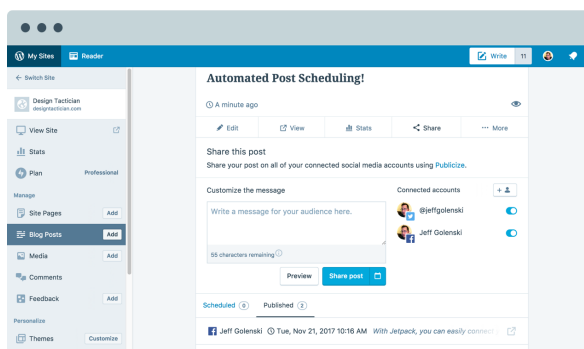 My Sites
Reader
Write 11
Switch Site
Design Tactician
designtactician.com
View Site
Stats
Plan Professional
Manage
Site Pages Add
Blog Posts Add
Media Add
Comments
Feedback Add
Personalize
Themes Customize
Automated Post Scheduling!
A minute ago
Edit View Stats Share More
Share this post
Share your post on all of your connected social media accounts using Publicize.
Customize the message
Write a message for your audience here.
55 characters remaining
Preview Share post
Connected accounts
@jeffgolenski
Jeff Golenski
Scheduled 0 Published 2
Jeff Golenski Tue, Nov 21, 2017 10:16 AM With Jetpack, you can easily connect